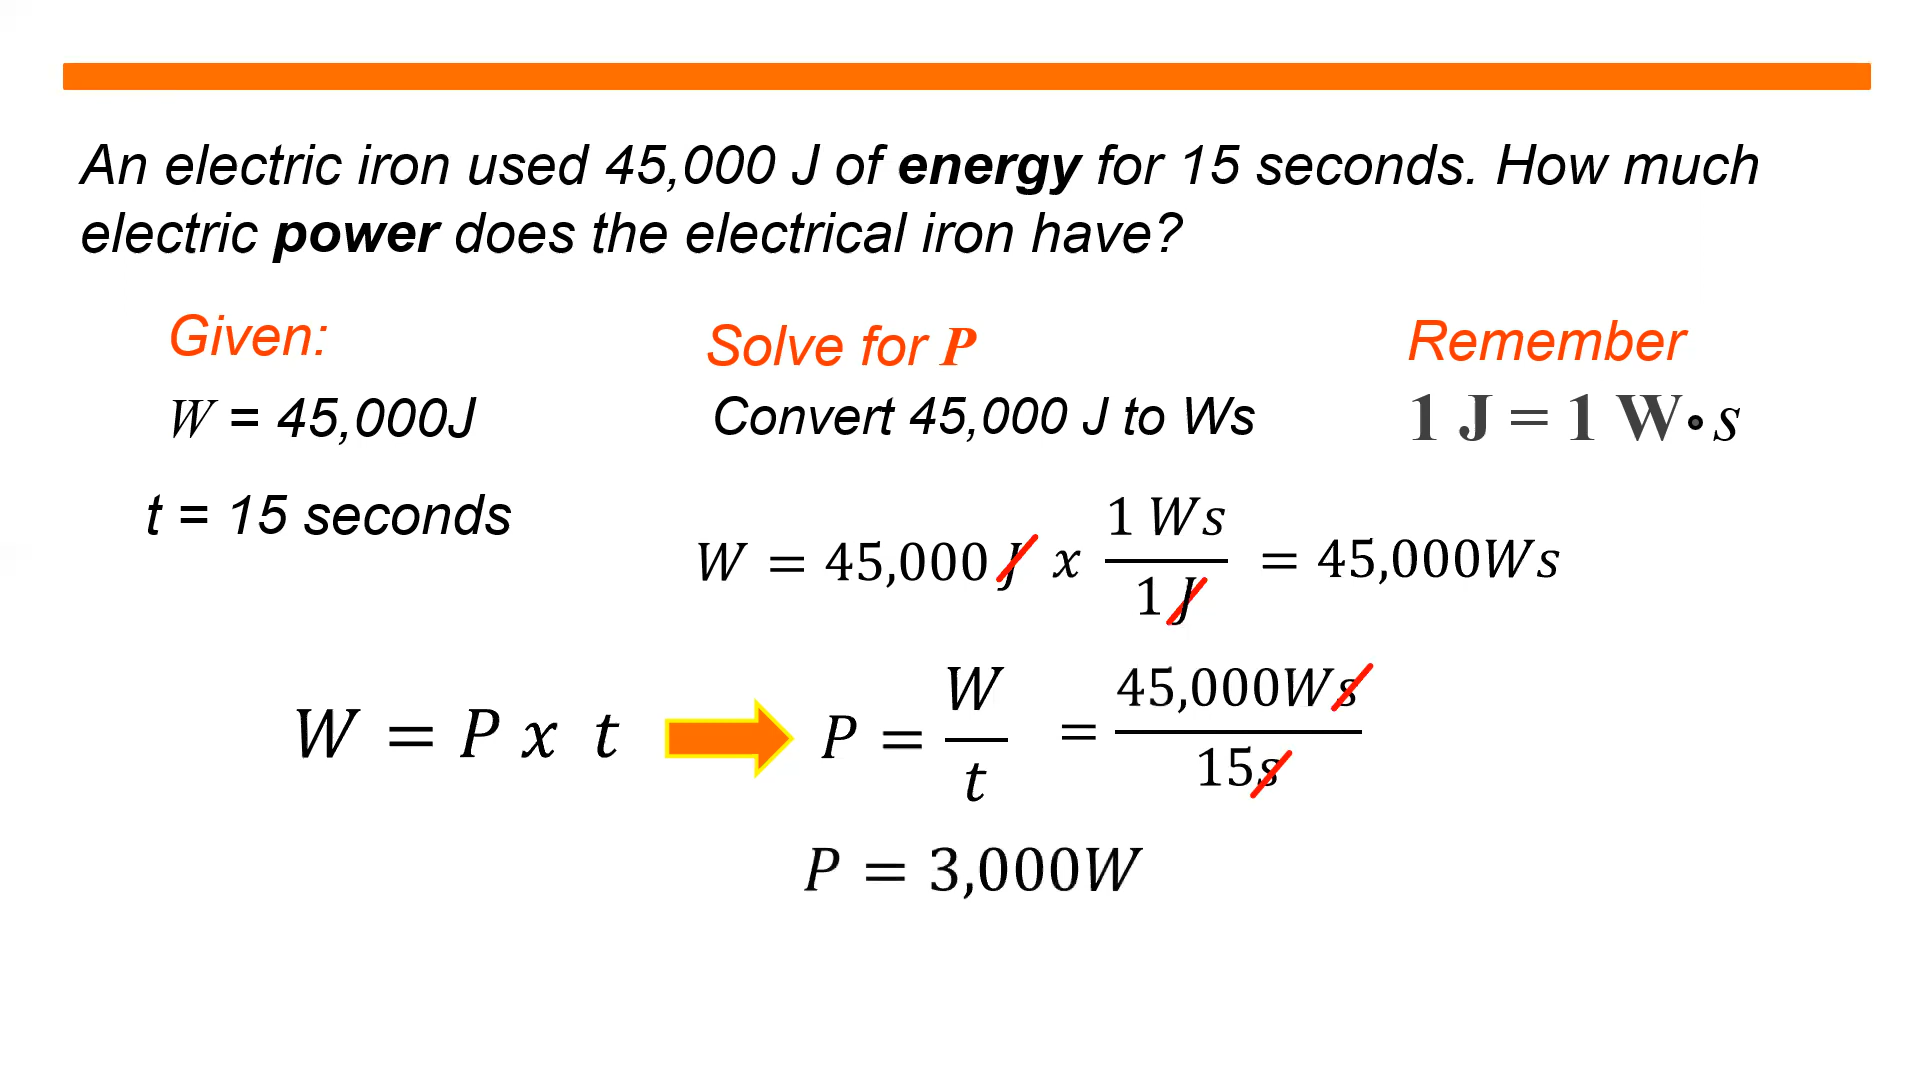 An electric iron used 45,000 J of energy for 15 seconds. How much
electric power does the electrical iron have?
Given:
W = 45,000J
t = 15 seconds
Solve for P
Convert 45,000 J to Ws
Remember
1 J = 1 W•s
W = 45,000 J x 1 Ws / 1 J = 45,000Ws
W = P x t
P = W / t = 45,000Ws / 15s
P = 3,000W